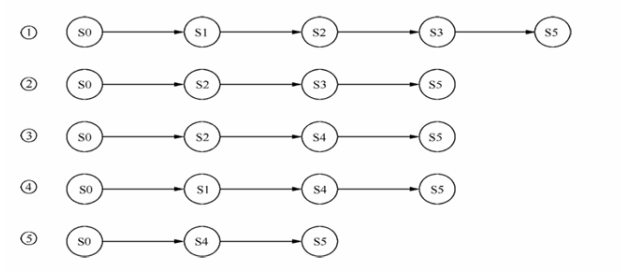 ① S0 S1 S2 S3 S5
② S0 S2 S3 S5
③ S0 S2 S4 S5
④ S0 S1 S4 S5
⑤ S0 S4 S5